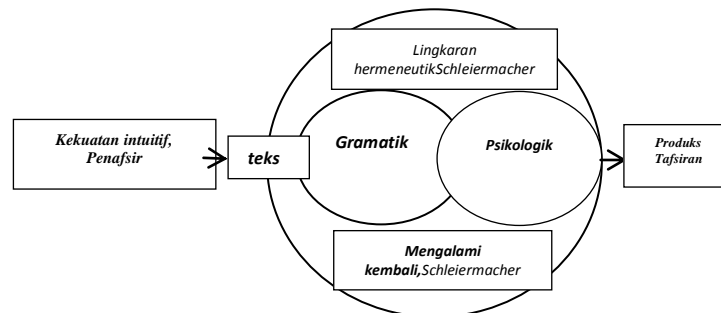 Lingkaran
hermeneutikSchleiermacher
Kekuatan intuitif,
Penafsir
teks
Gramatik
Psikologik
Produks
Tafsiran
Mengalami
kembali,Schleiermacher